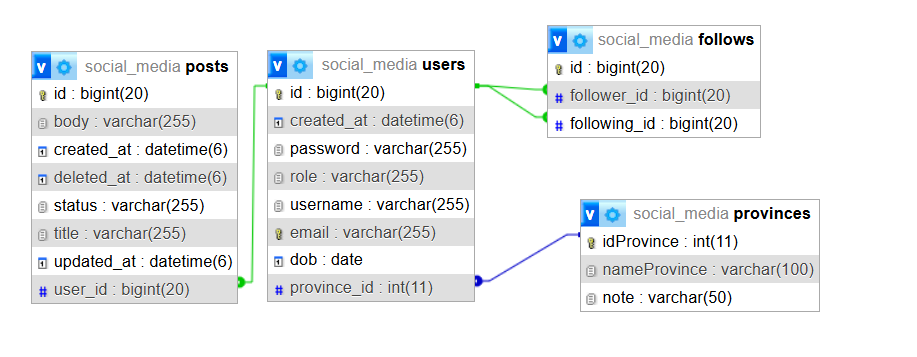 v social_media posts
id : bigint(20)
body : varchar(255)
created_at : datetime(6)
deleted_at : datetime(6)
status : varchar(255)
title : varchar(255)
updated_at : datetime(6)
# user_id : bigint(20)
v social_media users
id : bigint(20)
created_at : datetime(6)
password : varchar(255)
role : varchar(255)
username : varchar(255)
email : varchar(255)
dob : date
# province_id : int(11)
v social_media follows
id : bigint(20)
# follower_id : bigint(20)
# following_id : bigint(20)
v social_media provinces
idProvince : int(11)
nameProvince : varchar(100)
note : varchar(50)